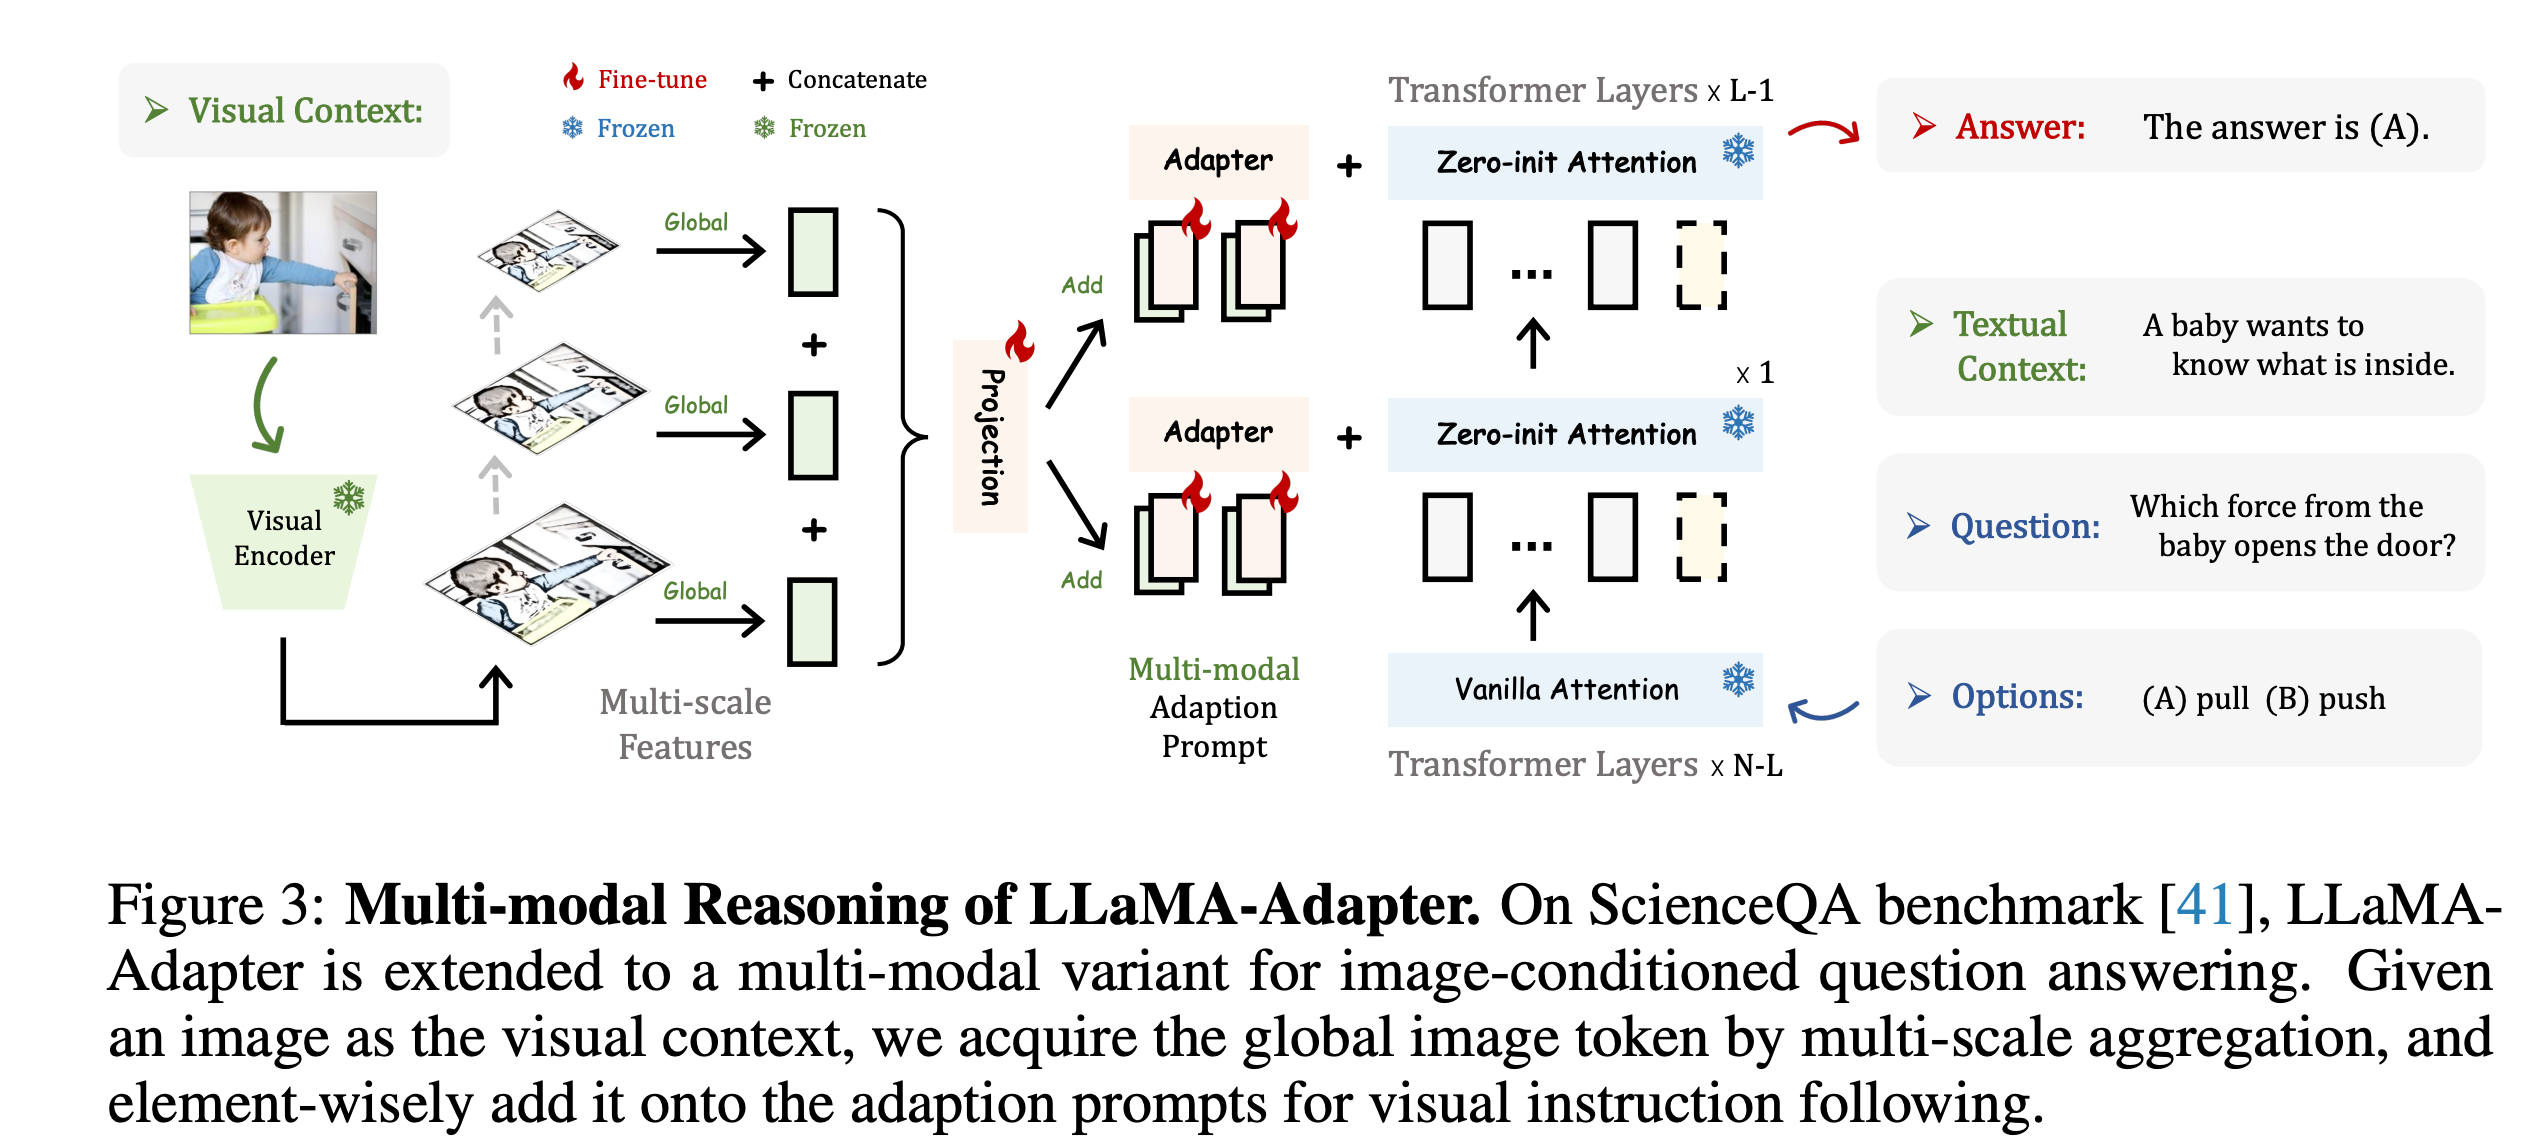 Visual Context:
Fine-tune
Concatenate
Frozen
Frozen
Global
Global
Global
Visual
Encoder
Multi-scale
Features
Projection
Add
Add
Adapter
Adapter
Multi-modal
Adaption
Prompt
Transformer Layers x L-1
Zero-init Attention
...
x 1
Zero-init Attention
...
Vanilla Attention
Transformer Layers x N-L
Answer: The answer is (A).
Textual A baby wants to
Context: know what is inside.
Question: Which force from the
baby opens the door?
Options: (A) pull (B) push
Figure 3: Multi-modal Reasoning of LLaMA-Adapter. On ScienceQA benchmark [41], LLaMA-
Adapter is extended to a multi-modal variant for image-conditioned question answering. Given
an image as the visual context, we acquire the global image token by multi-scale aggregation, and
element-wisely add it onto the adaption prompts for visual instruction following.